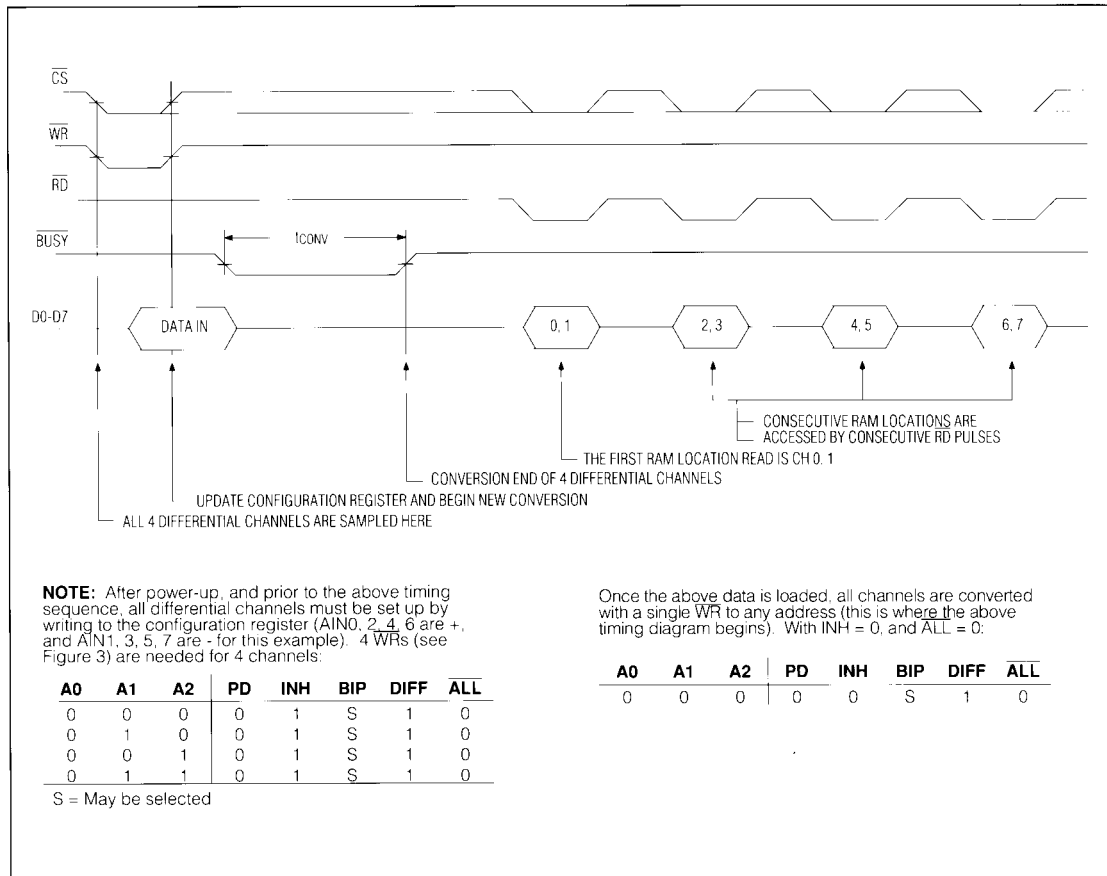 CS
WR
RD
BUSY
tCONV
D0-D7
DATA IN
0, 1
2, 3
4, 5
6, 7
CONSECUTIVE RAM LOCATIONS ARE
ACCESSED BY CONSECUTIVE RD PULSES
THE FIRST RAM LOCATION READ IS CH 0, 1
CONVERSION END OF 4 DIFFERENTIAL CHANNELS
UPDATE CONFIGURATION REGISTER AND BEGIN NEW CONVERSION
ALL 4 DIFFERENTIAL CHANNELS ARE SAMPLED HERE
NOTE: After power-up, and prior to the above timing
sequence, all differential channels must be set up by
writing to the configuration register (AIN0, 2, 4, 6 are +,
and AIN1, 3, 5, 7 are - for this example). 4 WRs (see
Figure 3) are needed for 4 channels:
A0 A1 A2 PD INH BIP DIFF ALL
0 0 0 0 1 S 1 0
0 1 0 0 1 S 1 0
0 0 1 0 1 S 1 0
0 1 1 0 1 S 1 0
S = May be selected
Once the above data is loaded, all channels are converted
with a single WR to any address (this is where the above
timing diagram begins). With INH = 0, and ALL = 0:
A0 A1 A2 PD INH BIP DIFF ALL
0 0 0 0 0 S 1 0